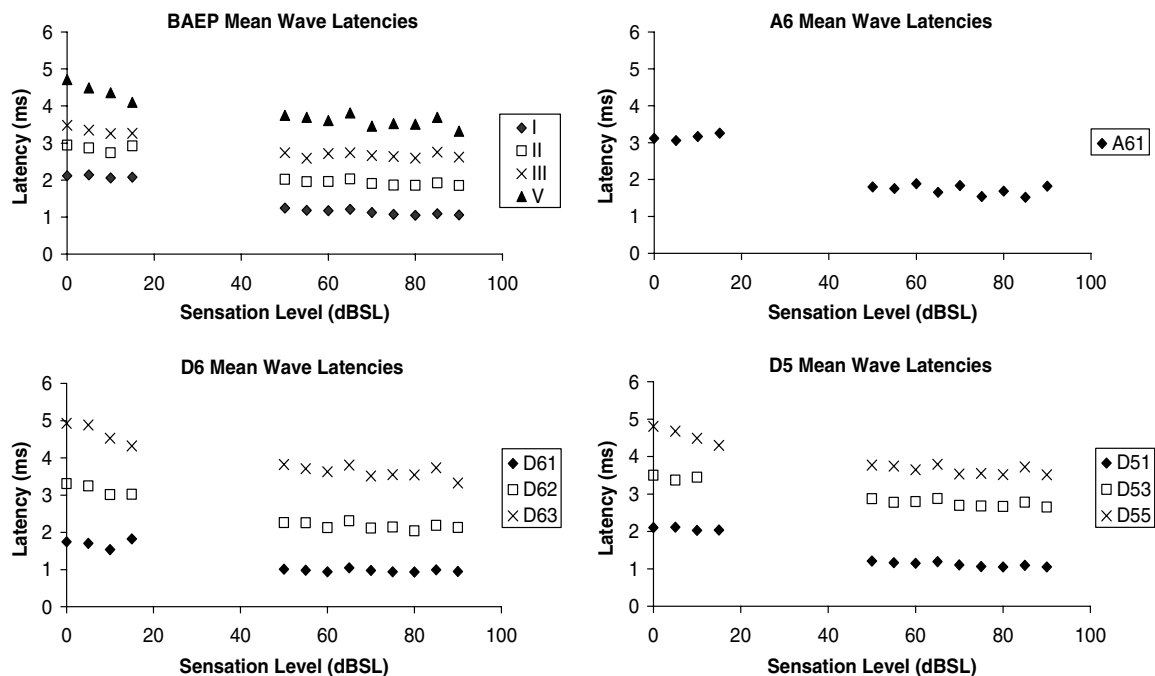 BAEP Mean Wave Latencies
6
5
4
3
2
1
0
Latency (ms)
0 20 40 60 80 100
Sensation Level (dBSL)
I
II
III
V
A6 Mean Wave Latencies
6
5
4
3
2
1
0
Latency (ms)
0 20 40 60 80 100
Sensation Level (dBSL)
A61
D6 Mean Wave Latencies
6
5
4
3
2
1
0
Latency (ms)
0 20 40 60 80 100
Sensation Level (dBSL)
D61
D62
D63
D5 Mean Wave Latencies
6
5
4
3
2
1
0
Latency (ms)
0 20 40 60 80 100
Sensation Level (dBSL)
D51
D53
D55